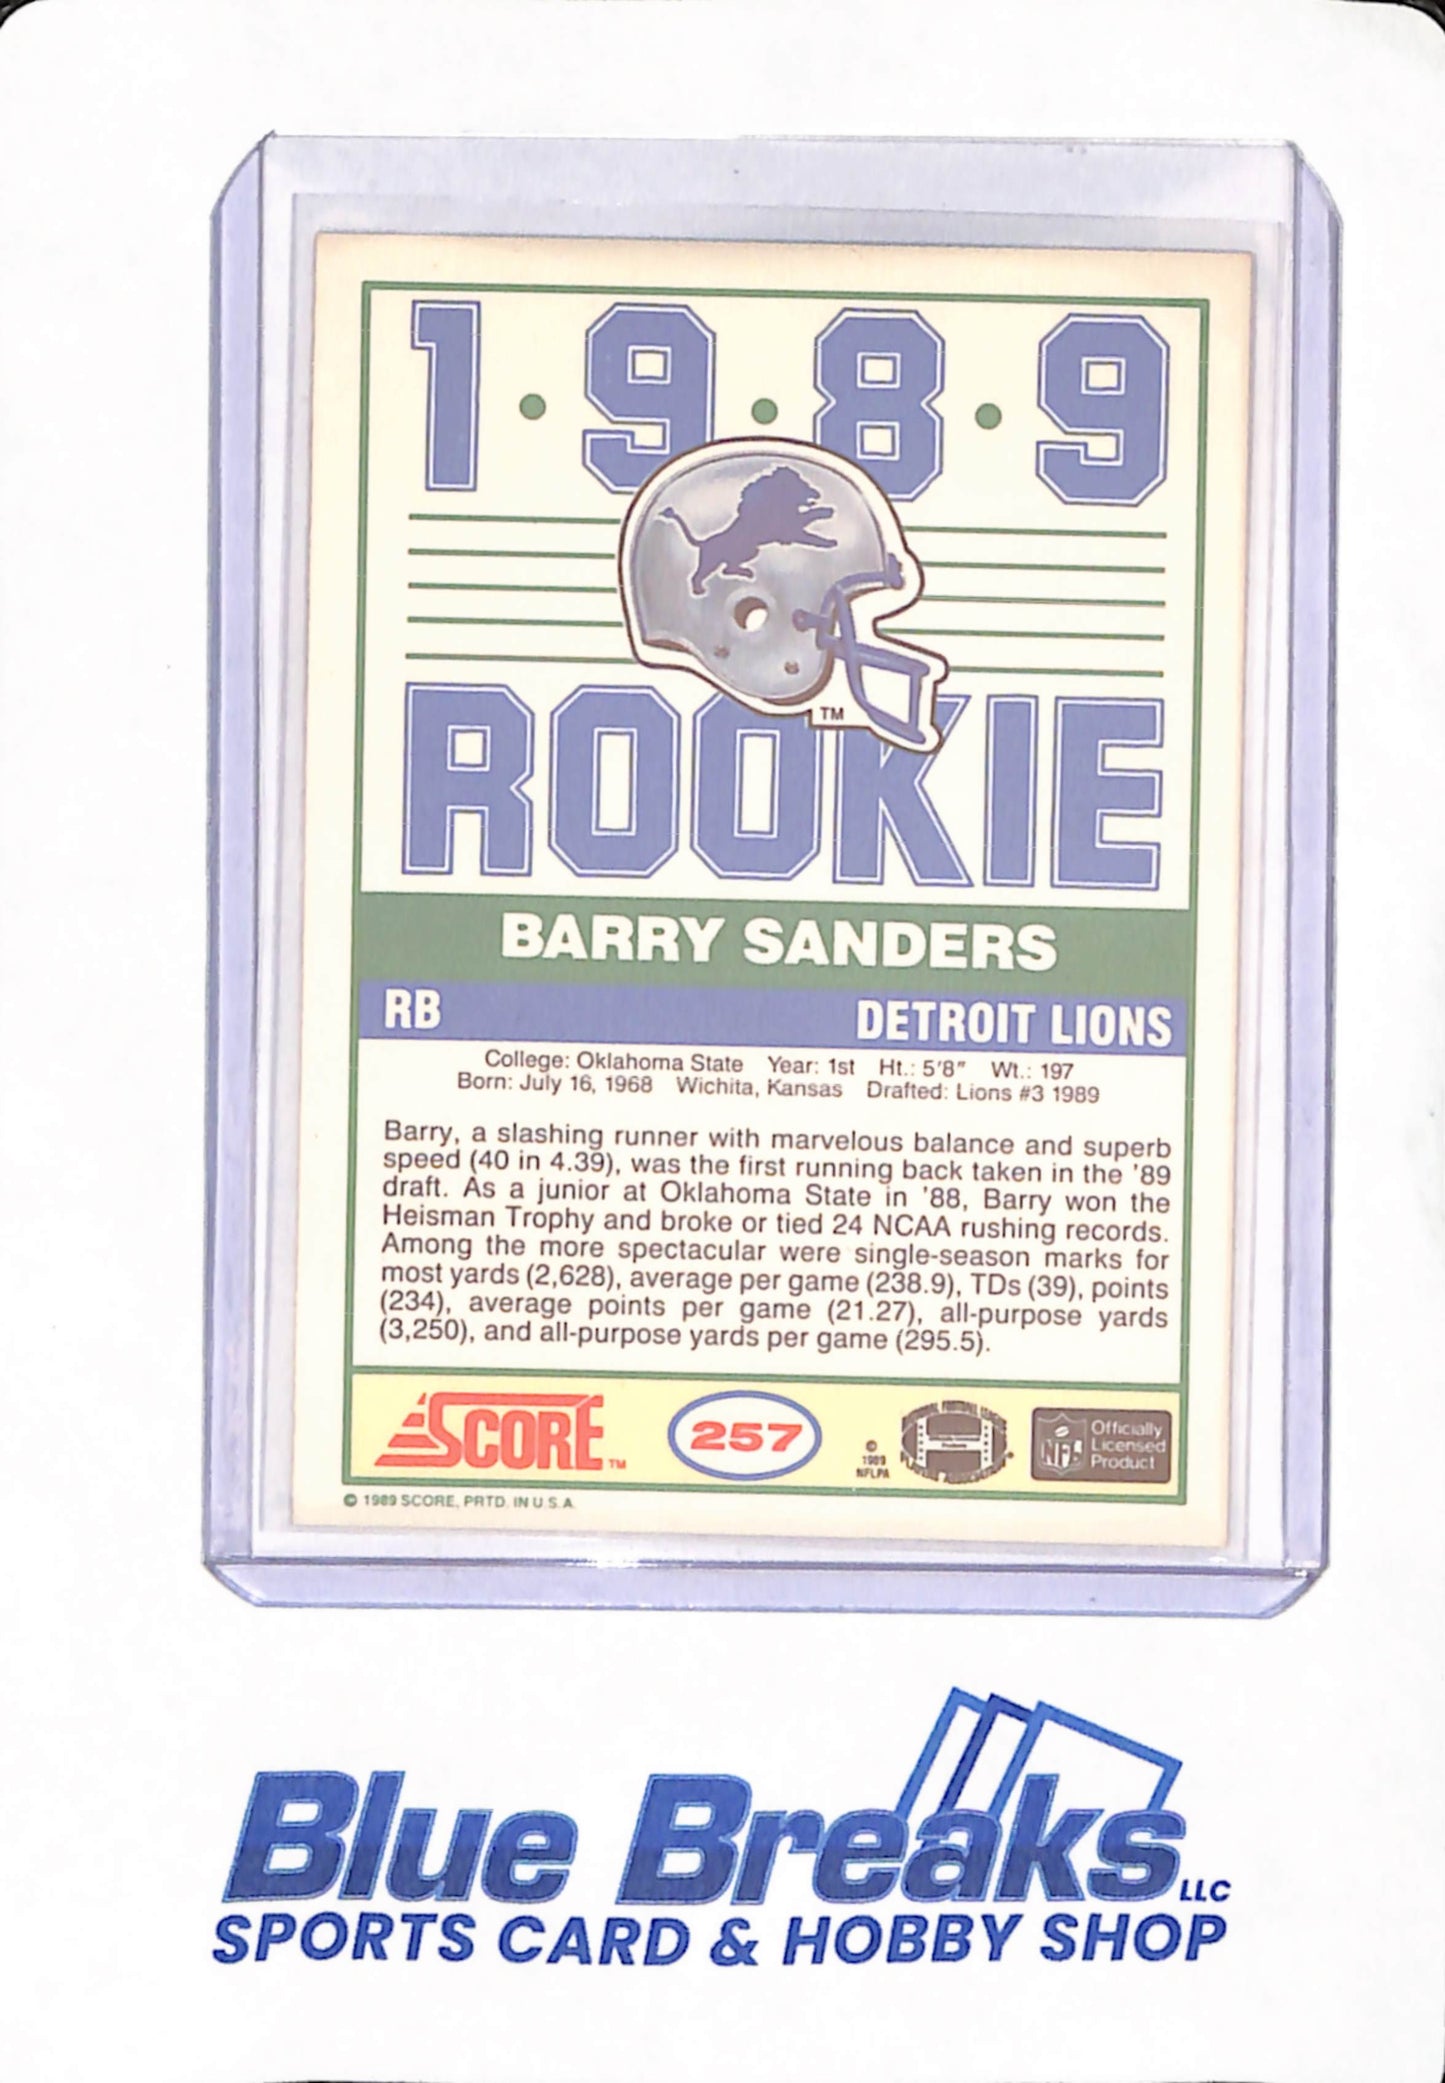 1•9•8•9
TM
ROOKIE
BARRY SANDERS
RB DETROIT LIONS
College: Oklahoma State Year: 1st Ht.: 5'8" Wt.: 197
Born: July 16, 1968 Wichita, Kansas Drafted: Lions #3 1989
Barry, a slashing runner with marvelous balance and superb
speed (40 in 4.39), was the first running back taken in the '89
draft. As a junior at Oklahoma State in '88, Barry won the
Heisman Trophy and broke or tied 24 NCAA rushing records.
Among the more spectacular were single-season marks for
most yards (2,628), average per game (238.9), TDs (39), points
(234), average points per game (21.27), all-purpose yards
(3,250), and all-purpose yards per game (295.5).
SCORE TM
257
©
1989
NFLPA
NFL
Officially
Licensed
Product
© 1989 SCORE, PRTD. IN U.S.A.
Blue Breaks LLC
SPORTS CARD & HOBBY SHOP